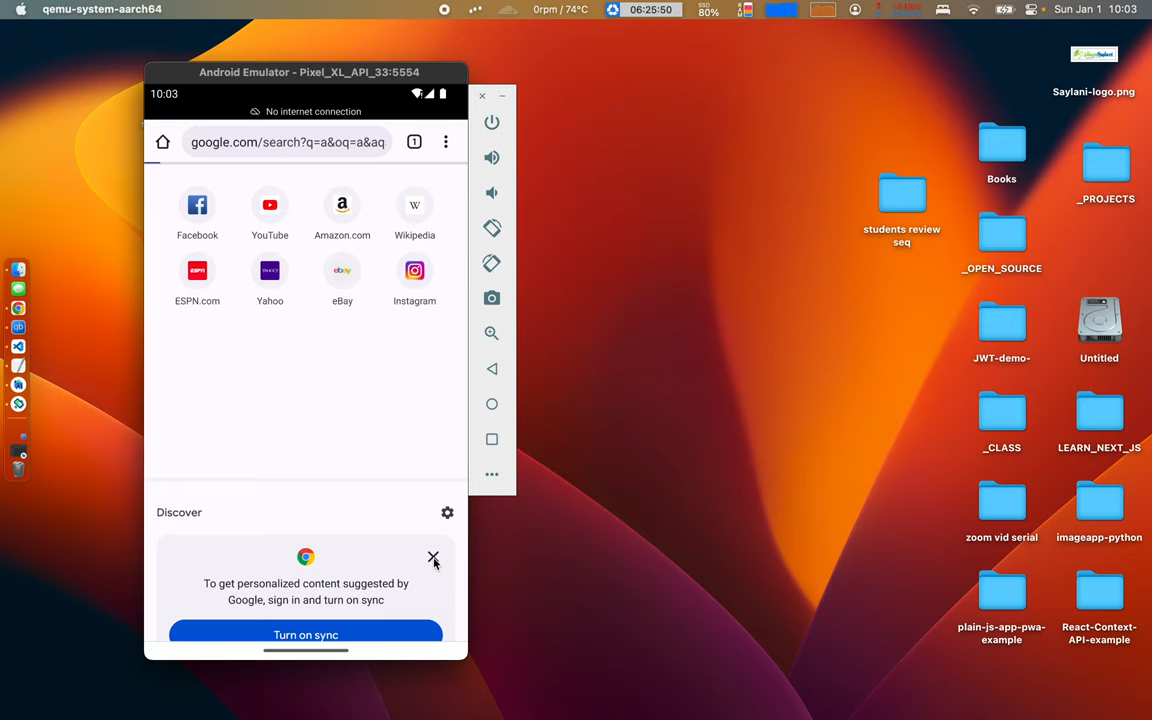 qemu-system-aarch64
0rpm / 74°C
06:25:50
SSD
80%
Sun Jan 1 10:03
Android Emulator - Pixel_XL_API_33:5554
10:03
No internet connection
google.com/search?q=a&oq=a&aq
1
Facebook
YouTube
Amazon.com
Wikipedia
ESPN.com
Yahoo
eBay
Instagram
Discover
To get personalized content suggested by
Google, sign in and turn on sync
Turn on sync
Saylani-logo.png
Books
_PROJECTS
students review
seq
_OPEN_SOURCE
JWT-demo-
Untitled
_CLASS
LEARN_NEXT_JS
zoom vid serial
imageapp-python
plain-js-app-pwa-
example
React-Context-
API-example